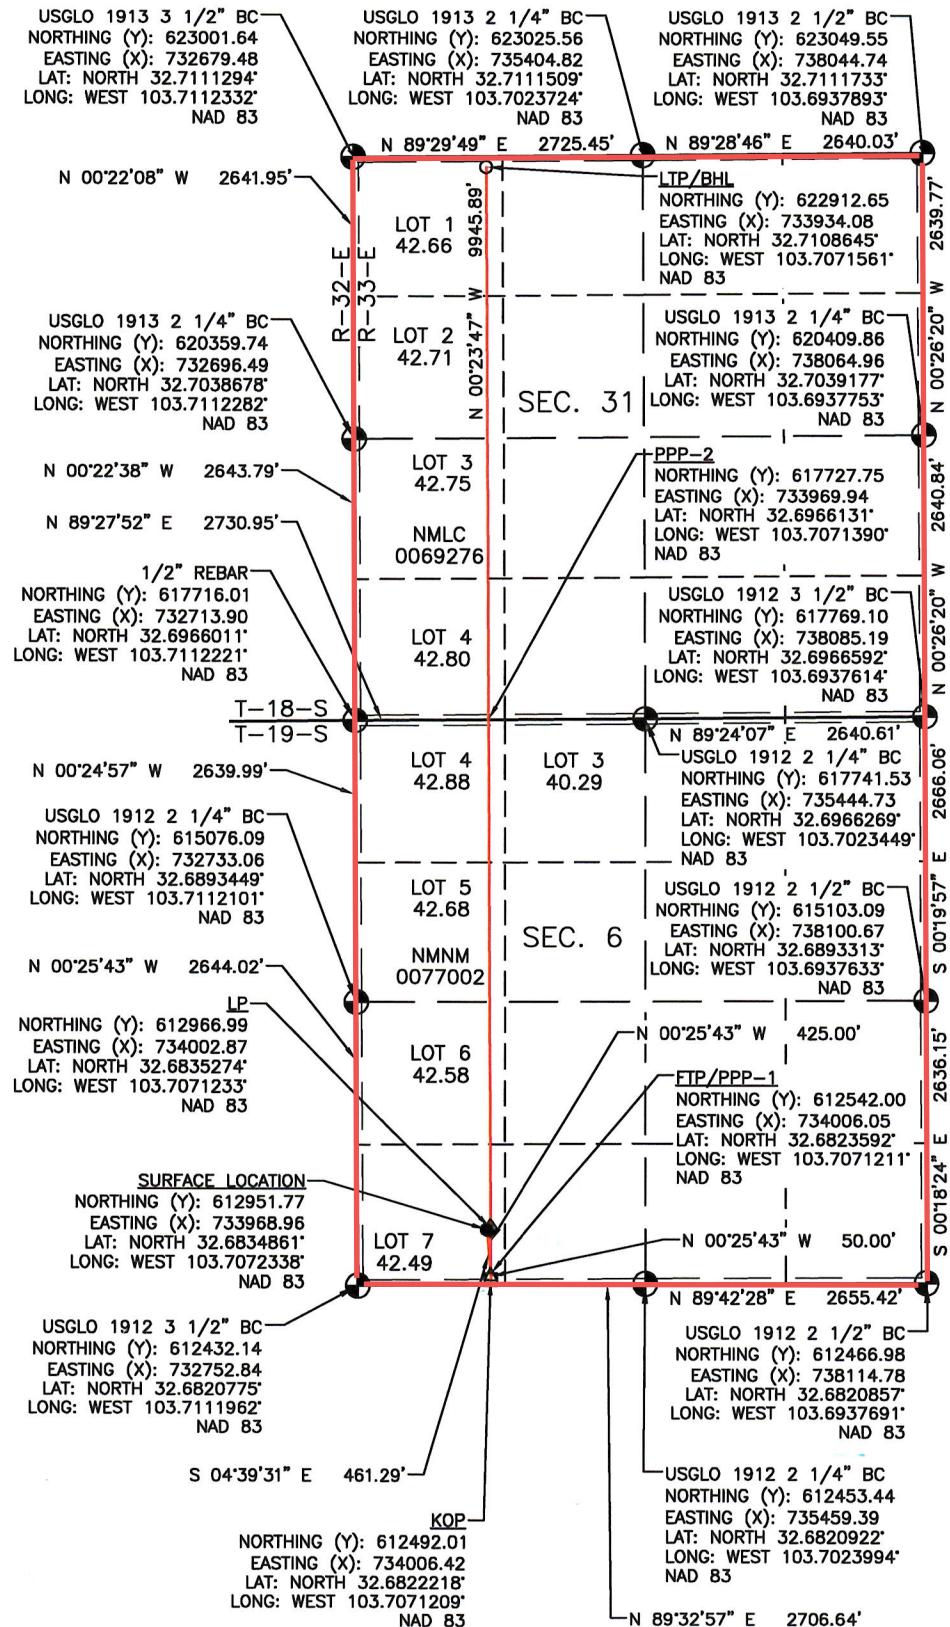 USGLO 1913 3 1/2" BC
NORTHING (Y): 623001.64
EASTING (X): 732679.48
LAT: NORTH 32.7111294°
LONG: WEST 103.7112332°
NAD 83
USGLO 1913 2 1/4" BC
NORTHING (Y): 623025.56
EASTING (X): 735404.82
LAT: NORTH 32.7111509°
LONG: WEST 103.7023724°
NAD 83
USGLO 1913 2 1/2" BC
NORTHING (Y): 623049.55
EASTING (X): 738044.74
LAT: NORTH 32.7111733°
LONG: WEST 103.6937893°
NAD 83
N 89°29'49" E 2725.45'
N 89°28'46" E 2640.03'
N 00°22'08" W 2641.95'
LOT 1
42.66
9945.89'
N 00°23'47" W
LTP/BHL
NORTHING (Y): 622912.65
EASTING (X): 733934.08
LAT: NORTH 32.7108645°
LONG: WEST 103.7071561°
NAD 83
N 00°26'20" W 2639.77'
R-32-E
R-33-E
USGLO 1913 2 1/4" BC
NORTHING (Y): 620359.74
EASTING (X): 732696.49
LAT: NORTH 32.7038678°
LONG: WEST 103.7112282°
NAD 83
LOT 2
42.71
SEC. 31
USGLO 1913 2 1/4" BC
NORTHING (Y): 620409.86
EASTING (X): 738064.96
LAT: NORTH 32.7039177°
LONG: WEST 103.6937753°
NAD 83
N 00°22'38" W 2643.79'
LOT 3
42.75
NMLC
0069276
PPP-2
NORTHING (Y): 617727.75
EASTING (X): 733969.94
LAT: NORTH 32.6966131°
LONG: WEST 103.7071390°
NAD 83
N 00°26'20" W 2640.84'
N 89°27'52" E 2730.95'
1/2" REBAR
NORTHING (Y): 617716.01
EASTING (X): 732713.90
LAT: NORTH 32.6966011°
LONG: WEST 103.7112221°
NAD 83
LOT 4
42.80
USGLO 1912 3 1/2" BC
NORTHING (Y): 617769.10
EASTING (X): 738085.19
LAT: NORTH 32.6966592°
LONG: WEST 103.6937614°
NAD 83
T-18-S
T-19-S
N 89°24'07" E 2640.61'
N 00°24'57" W 2639.99'
LOT 4
42.88
LOT 3
40.29
USGLO 1912 2 1/4" BC
NORTHING (Y): 617741.53
EASTING (X): 735444.73
LAT: NORTH 32.6966269°
LONG: WEST 103.7023449°
NAD 83
S 00°19'57" E 2666.06'
USGLO 1912 2 1/4" BC
NORTHING (Y): 615076.09
EASTING (X): 732733.06
LAT: NORTH 32.6893449°
LONG: WEST 103.7112101°
NAD 83
LOT 5
42.68
NMNM
0077002
SEC. 6
USGLO 1912 2 1/2" BC
NORTHING (Y): 615103.09
EASTING (X): 738100.67
LAT: NORTH 32.6893313°
LONG: WEST 103.6937633°
NAD 83
N 00°25'43" W 2644.02'
LP
NORTHING (Y): 612966.99
EASTING (X): 734002.87
LAT: NORTH 32.6835274°
LONG: WEST 103.7071233°
NAD 83
LOT 6
42.58
N 00°25'43" W 425.00'
FTP/PPP-1
NORTHING (Y): 612542.00
EASTING (X): 734006.05
LAT: NORTH 32.6823592°
LONG: WEST 103.7071211°
NAD 83
S 00°18'24" E 2636.15'
SURFACE LOCATION
NORTHING (Y): 612951.77
EASTING (X): 733968.96
LAT: NORTH 32.6834861°
LONG: WEST 103.7072338°
NAD 83
LOT 7
42.49
N 00°25'43" W 50.00'
N 89°42'28" E 2655.42'
USGLO 1912 3 1/2" BC
NORTHING (Y): 612432.14
EASTING (X): 732752.84
LAT: NORTH 32.6820775°
LONG: WEST 103.7111962°
NAD 83
USGLO 1912 2 1/2" BC
NORTHING (Y): 612466.98
EASTING (X): 738114.78
LAT: NORTH 32.6820857°
LONG: WEST 103.6937691°
NAD 83
S 04°39'31" E 461.29'
USGLO 1912 2 1/4" BC
NORTHING (Y): 612453.44
EASTING (X): 735459.39
LAT: NORTH 32.6820922°
LONG: WEST 103.7023994°
NAD 83
KOP
NORTHING (Y): 612492.01
EASTING (X): 734006.42
LAT: NORTH 32.6822218°
LONG: WEST 103.7071209°
NAD 83
N 89°32'57" E 2706.64'